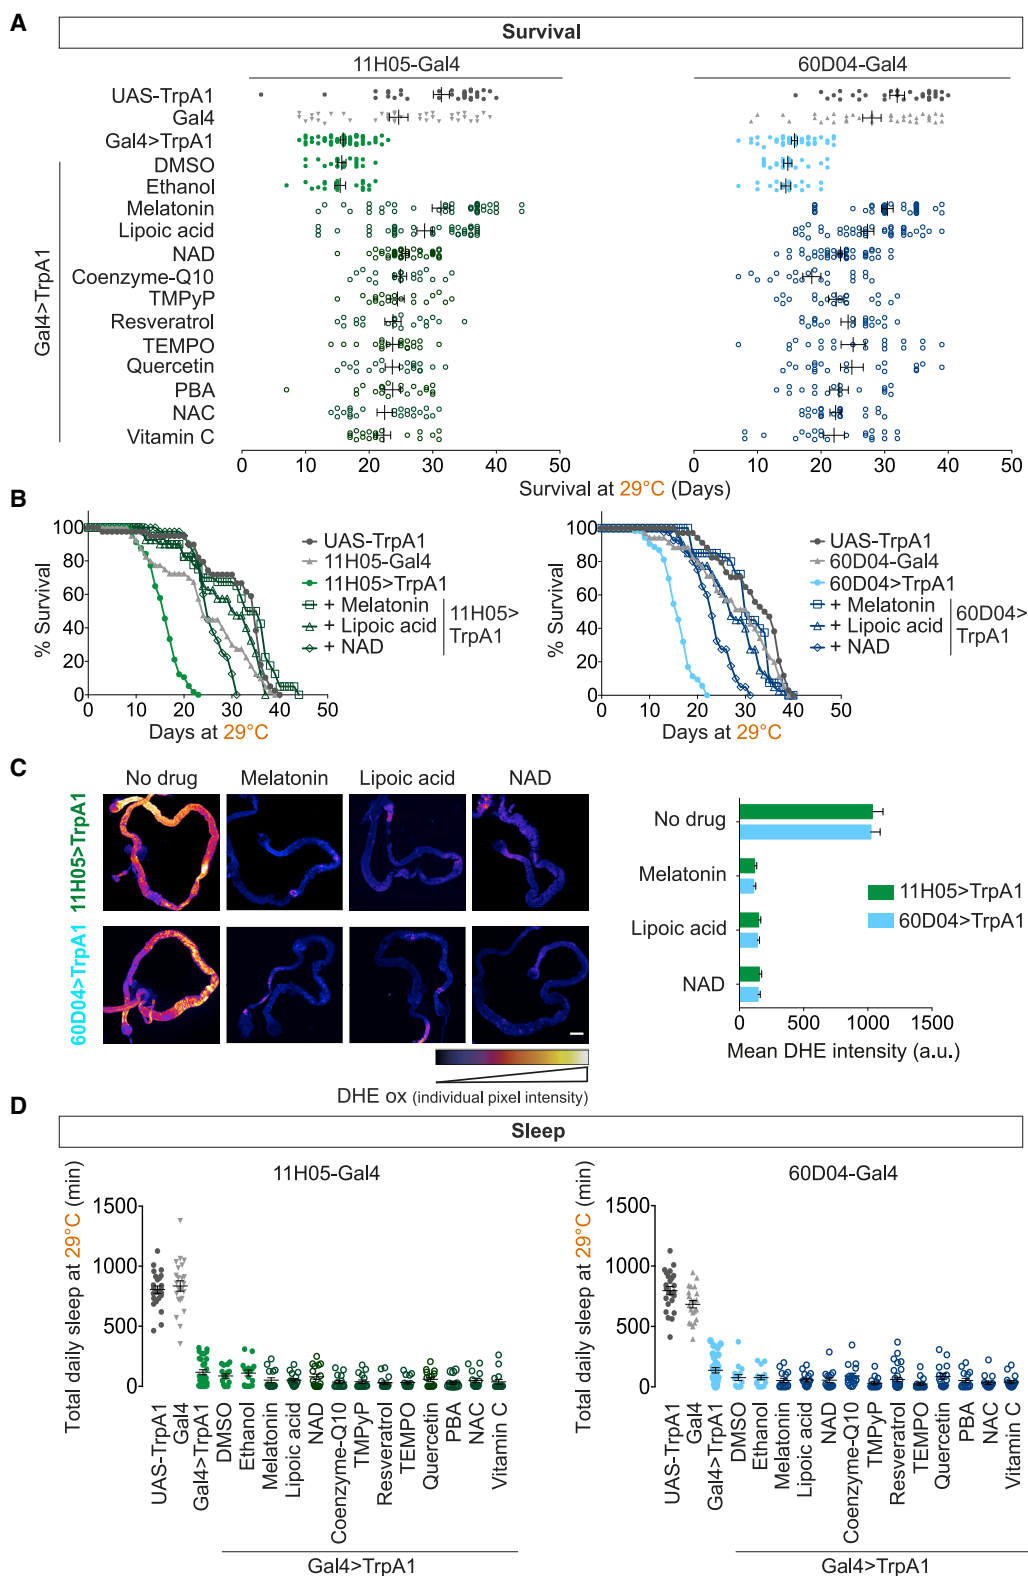 A
Survival
11H05-Gal4
60D04-Gal4
UAS-TrpA1
Gal4
Gal4>TrpA1
DMSO
Ethanol
Melatonin
Lipoic acid
NAD
Coenzyme-Q10
TMPyP
Resveratrol
TEMPO
Quercetin
PBA
NAC
Vitamin C
Gal4>TrpA1
0 10 20 30 40 50
0 10 20 30 40 50
Survival at 29°C (Days)
B
% Survival
100
80
60
40
20
0
0 10 20 30 40 50
Days at 29°C
UAS-TrpA1
11H05-Gal4
11H05>TrpA1
+ Melatonin
+ Lipoic acid
+ NAD
11H05>
TrpA1
% Survival
100
80
60
40
20
0
0 10 20 30 40 50
Days at 29°C
UAS-TrpA1
60D04-Gal4
60D04>TrpA1
+ Melatonin
+ Lipoic acid
+ NAD
60D04>
TrpA1
C
No drug Melatonin Lipoic acid NAD
11H05>TrpA1
60D04>TrpA1
DHE ox (individual pixel intensity)
No drug
Melatonin
Lipoic acid
NAD
11H05>TrpA1
60D04>TrpA1
0 500 1000 1500
Mean DHE intensity (a.u.)
D
Sleep
11H05-Gal4
Total daily sleep at 29°C (min)
1500
1000
500
0
UAS-TrpA1
Gal4
Gal4>TrpA1
DMSO
Ethanol
Melatonin
Lipoic acid
NAD
Coenzyme-Q10
TMPyP
Resveratrol
TEMPO
Quercetin
PBA
NAC
Vitamin C
Gal4>TrpA1
60D04-Gal4
Total daily sleep at 29°C (min)
1500
1000
500
0
UAS-TrpA1
Gal4
Gal4>TrpA1
DMSO
Ethanol
Melatonin
Lipoic acid
NAD
Coenzyme-Q10
TMPyP
Resveratrol
TEMPO
Quercetin
PBA
NAC
Vitamin C
Gal4>TrpA1